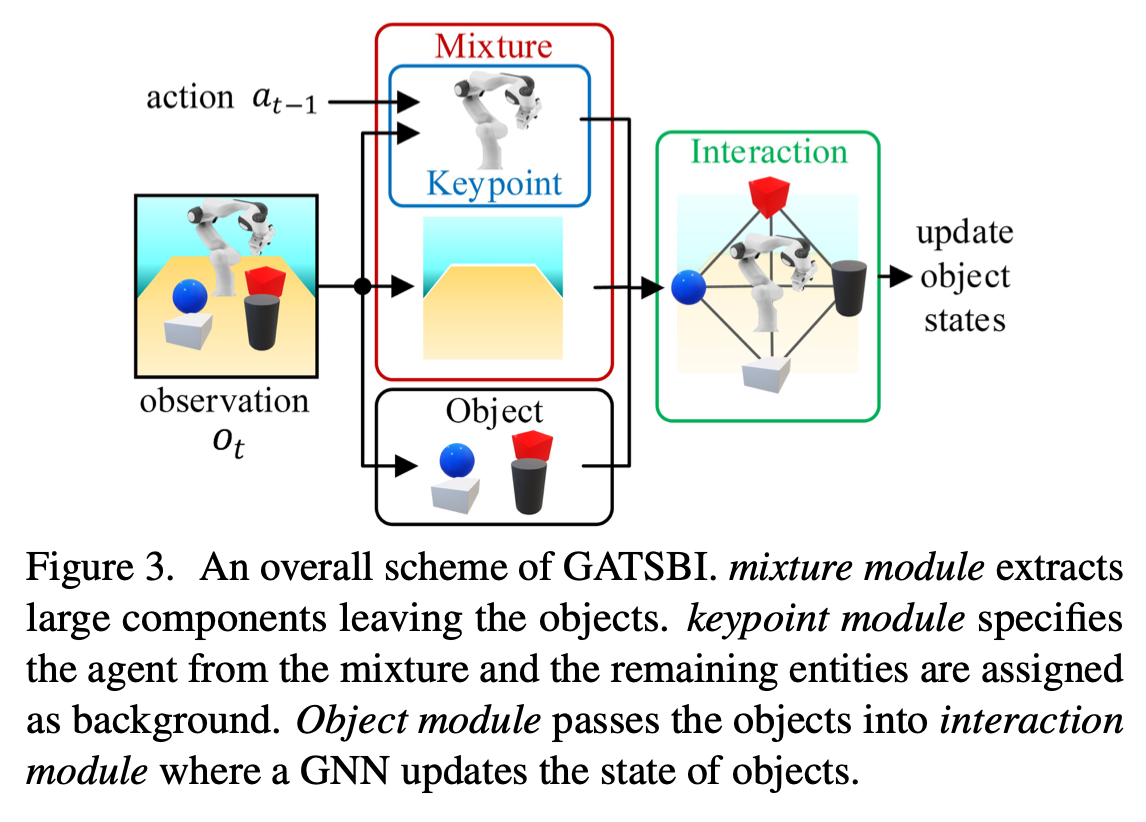 Mixture
action a_{t−1}
Keypoint
Interaction
update
object
states
observation
o_t
Object
Figure 3. An overall scheme of GATSBI. mixture module extracts
large components leaving the objects. keypoint module specifies
the agent from the mixture and the remaining entities are assigned
as background. Object module passes the objects into interaction
module where a GNN updates the state of objects.